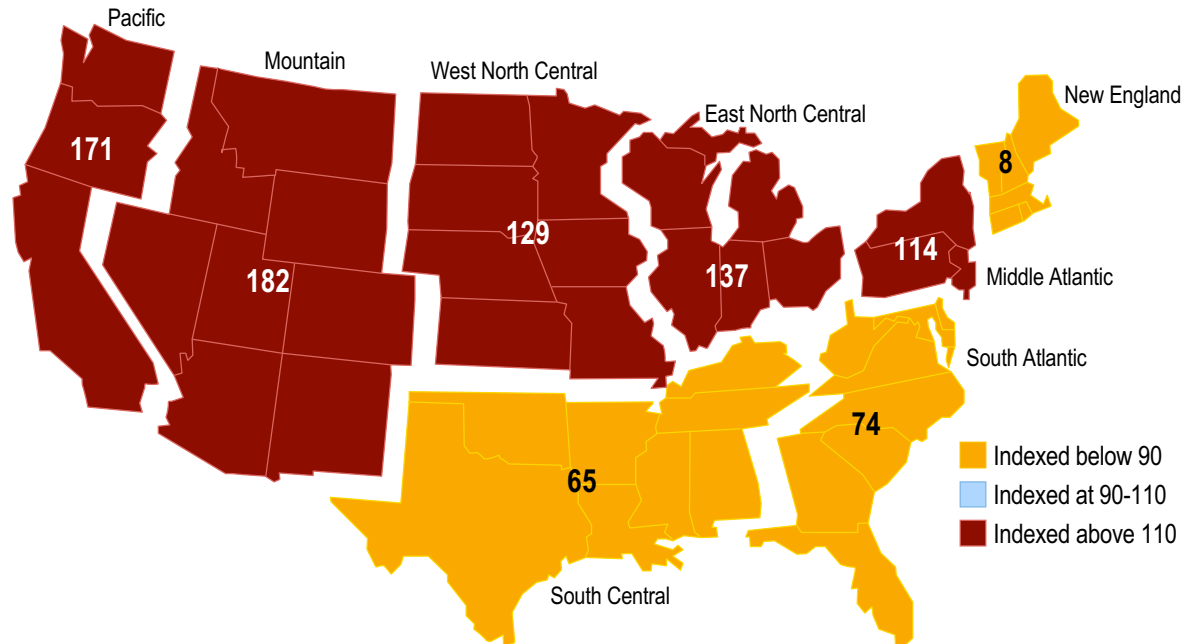 Pacific
Mountain
West North Central
East North Central
New England
171
182
129
137
114
8
Middle Atlantic
South Atlantic
74
65
South Central
Indexed below 90
Indexed at 90-110
Indexed above 110